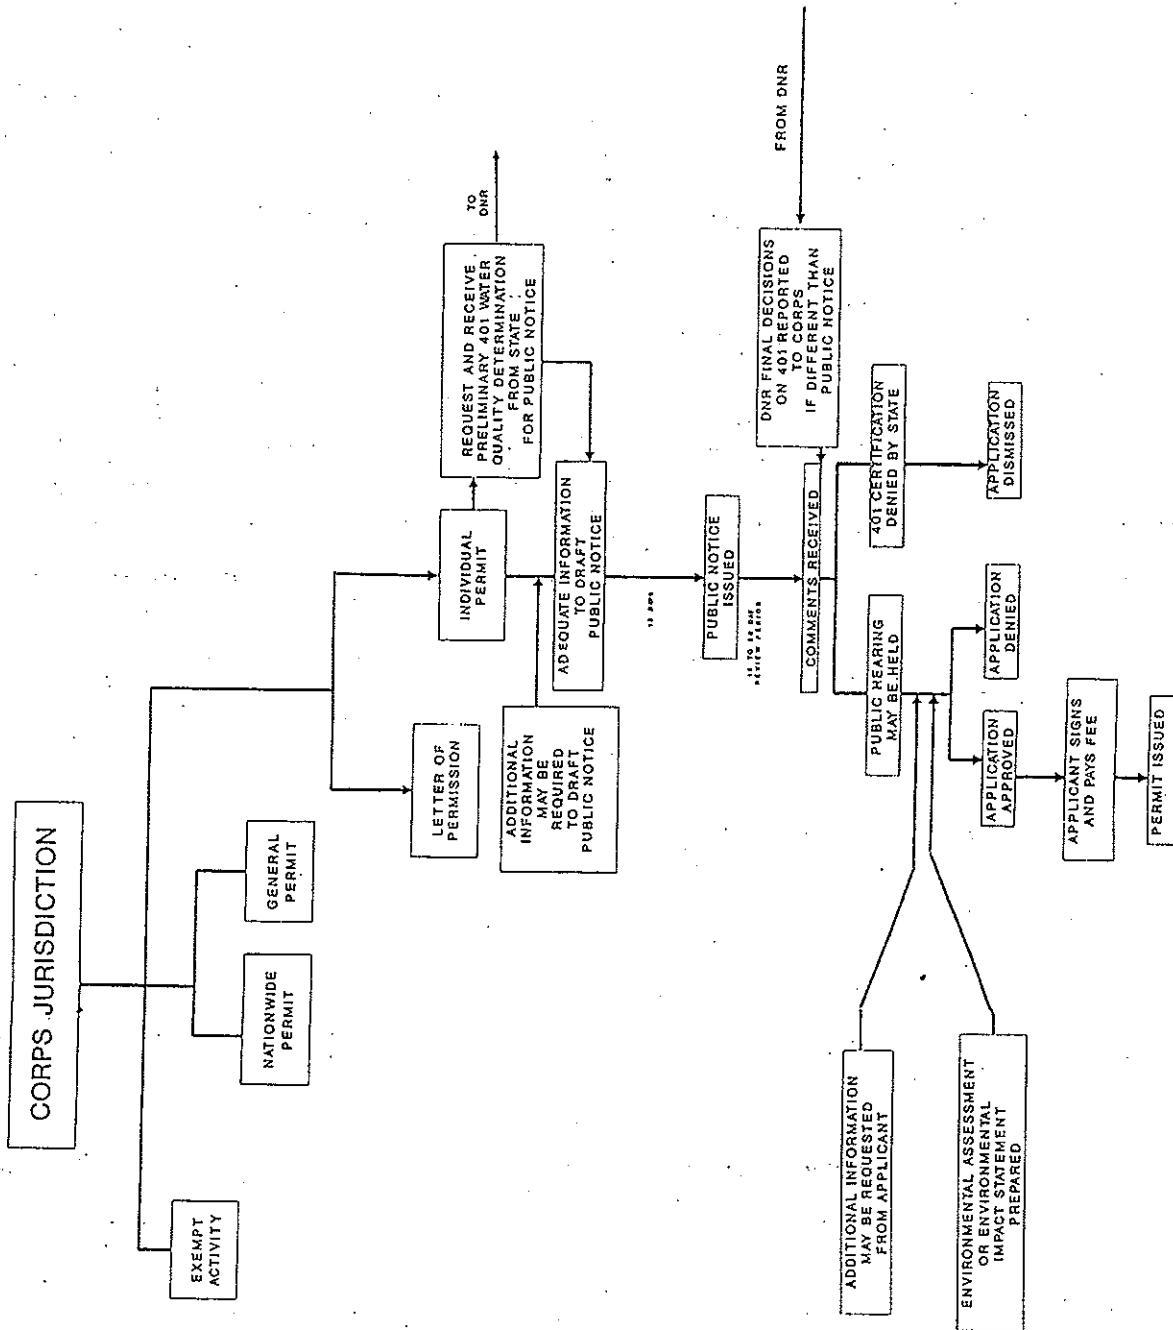 CORPS JURISDICTION
EXEMPT
ACTIVITY
NATIONWIDE
PERMIT
GENERAL
PERMIT
LETTER OF
PERMISSION
INDIVIDUAL
PERMIT
REQUEST AND RECEIVE
PRELIMINARY 401 WATER
QUALITY DETERMINATION
FROM STATE
FOR PUBLIC NOTICE
TO
DNR
ADDITIONAL
INFORMATION
MAY BE
REQUIRED
TO DRAFT
PUBLIC NOTICE
ADEQUATE INFORMATION
TO DRAFT
PUBLIC NOTICE
DAYS
PUBLIC NOTICE
ISSUED
TO DAY
REVIEW PERIOD
COMMENTS RECEIVED
DNR FINAL DECISIONS
ON 401 REPORTED
TO CORPS
IF DIFFERENT THAN
PUBLIC NOTICE
FROM DNR
PUBLIC HEARING
MAY BE HELD
401 CERTIFICATION
DENIED BY STATE
ADDITIONAL INFORMATION
MAY BE REQUESTED
FROM APPLICANT
ENVIRONMENTAL ASSESSMENT
OR ENVIRONMENTAL
IMPACT STATEMENT
PREPARED
APPLICATION
APPROVED
APPLICATION
DENIED
APPLICATION
DISMISSED
APPLICANT SIGNS
AND PAYS FEE
PERMIT ISSUED